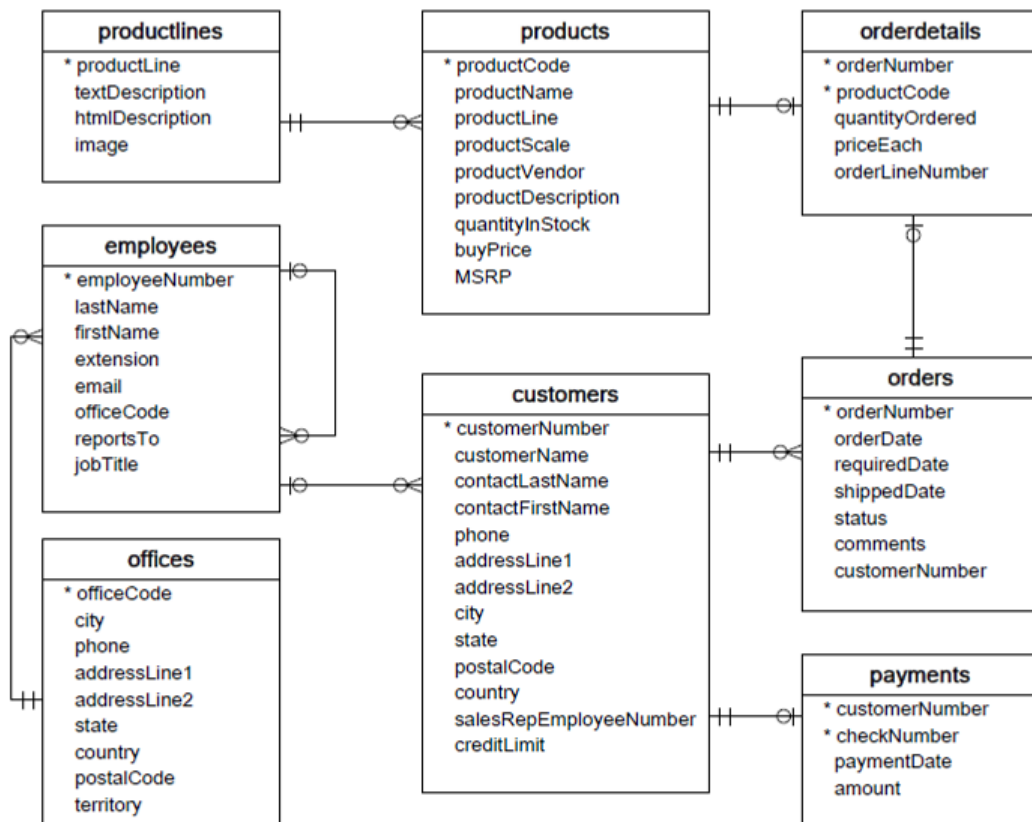 productlines
* productLine
textDescription
htmlDescription
image
products
* productCode
productName
productLine
productScale
productVendor
productDescription
quantityInStock
buyPrice
MSRP
orderdetails
* orderNumber
* productCode
quantityOrdered
priceEach
orderLineNumber
employees
* employeeNumber
lastName
firstName
extension
email
officeCode
reportsTo
jobTitle
customers
* customerNumber
customerName
contactLastName
contactFirstName
phone
addressLine1
addressLine2
city
state
postalCode
country
salesRepEmployeeNumber
creditLimit
orders
* orderNumber
orderDate
requiredDate
shippedDate
status
comments
customerNumber
offices
* officeCode
city
phone
addressLine1
addressLine2
state
country
postalCode
territory
payments
* customerNumber
* checkNumber
paymentDate
amount